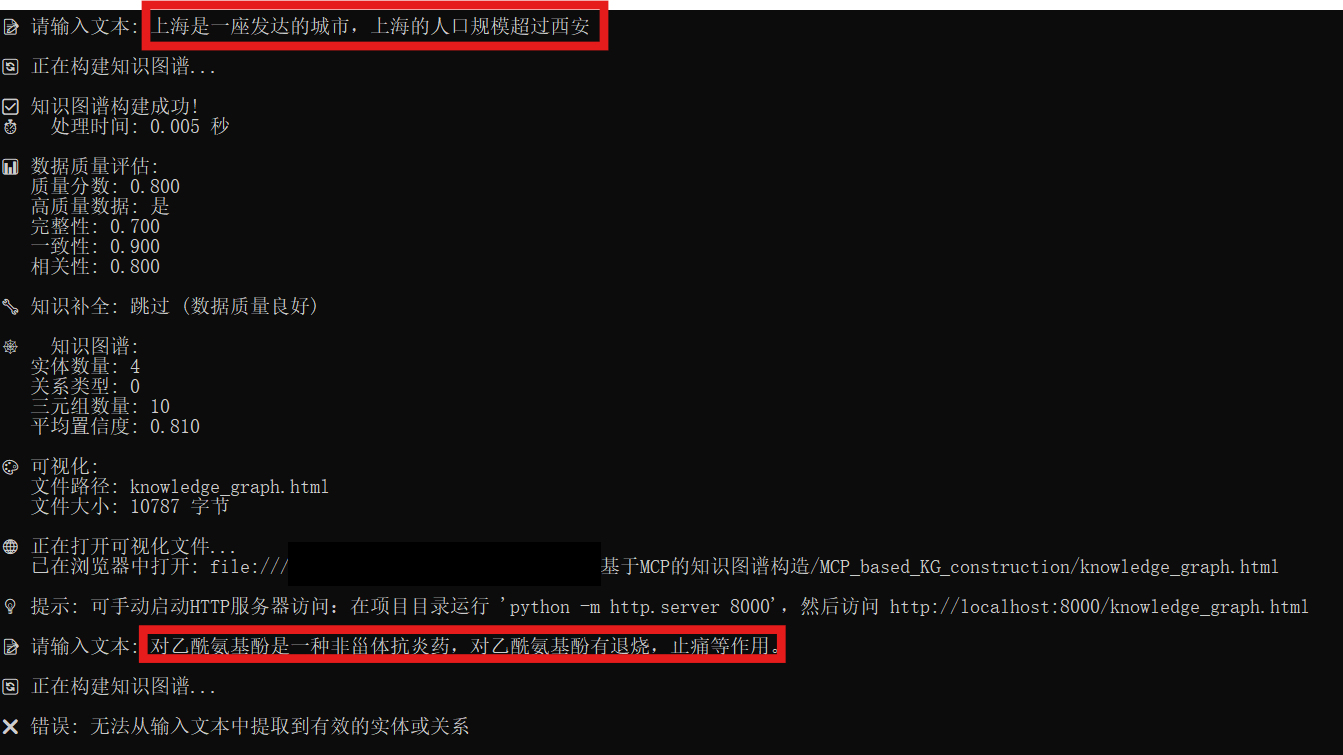 请输入文本: 上海是一座发达的城市，上海的人口规模超过西安
正在构建知识图谱...
知识图谱构建成功!
处理时间: 0.005 秒
数据质量评估:
质量分数: 0.800
高质量数据: 是
完整性: 0.700
一致性: 0.900
相关性: 0.800
知识补全: 跳过 (数据质量良好)
知识图谱:
实体数量: 4
关系类型: 0
三元组数量: 10
平均置信度: 0.810
可视化:
文件路径: knowledge_graph.html
文件大小: 10787 字节
正在打开可视化文件...
已在浏览器中打开: file:/// 基于MCP的知识图谱构造/MCP_based_KG_construction/knowledge_graph.html
提示: 可手动启动HTTP服务器访问：在项目目录运行 'python -m http.server 8000'，然后访问 http://localhost:8000/knowledge_graph.html
请输入文本: 对乙酰氨基酚是一种非甾体抗炎药，对乙酰氨基酚有退烧，止痛等作用。
正在构建知识图谱...
错误: 无法从输入文本中提取到有效的实体或关系